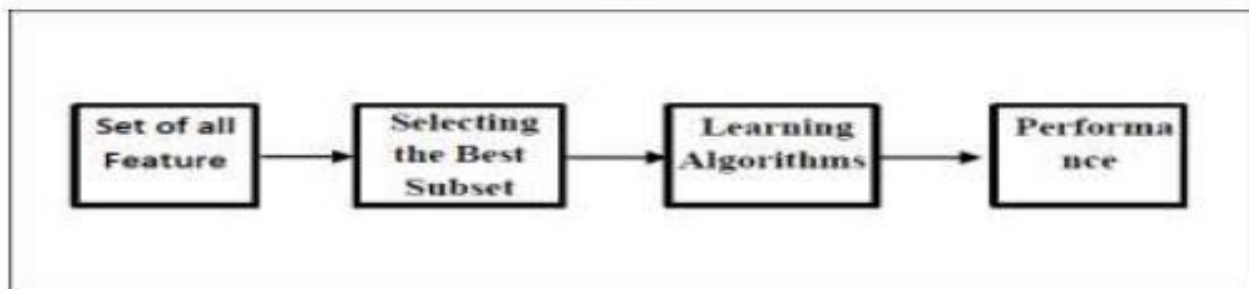 Set of all
Feature
Selecting
the Best
Subset
Learning
Algorithms
Performa
nce